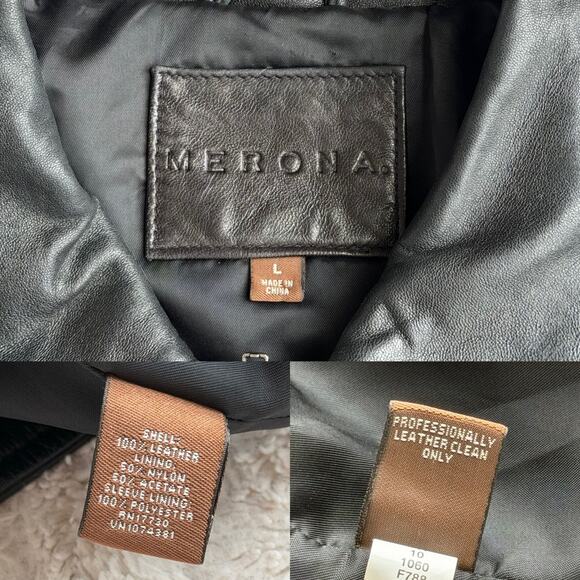 MERONA.
L
MADE IN
CHINA
SHELL:
100% LEATHER
LINING:
50% NYLON
50% ACETATE
SLEEVE LINING:
100% POLYESTER
RN17730
UN1074381
PROFESSIONALLY
LEATHER CLEAN
ONLY
10
1060
F788